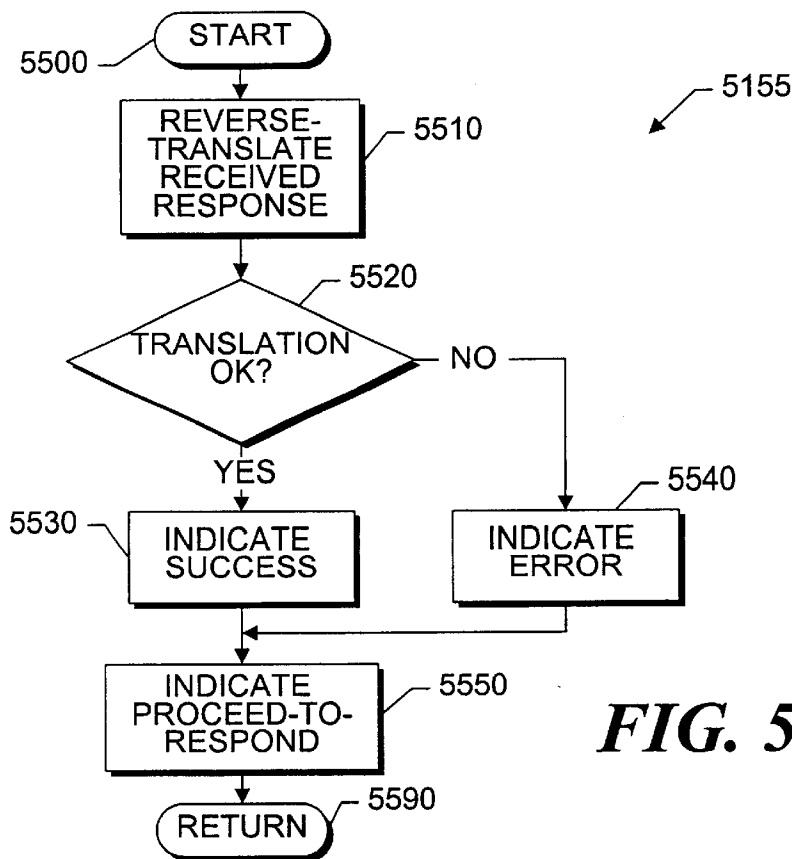 START
5500
5155
REVERSE-
TRANSLATE
RECEIVED
RESPONSE
5510
5520
TRANSLATION
OK?
NO
YES
5530
INDICATE
SUCCESS
5540
INDICATE
ERROR
INDICATE
PROCEED-TO-
RESPOND
5550
FIG. 5
RETURN
5590